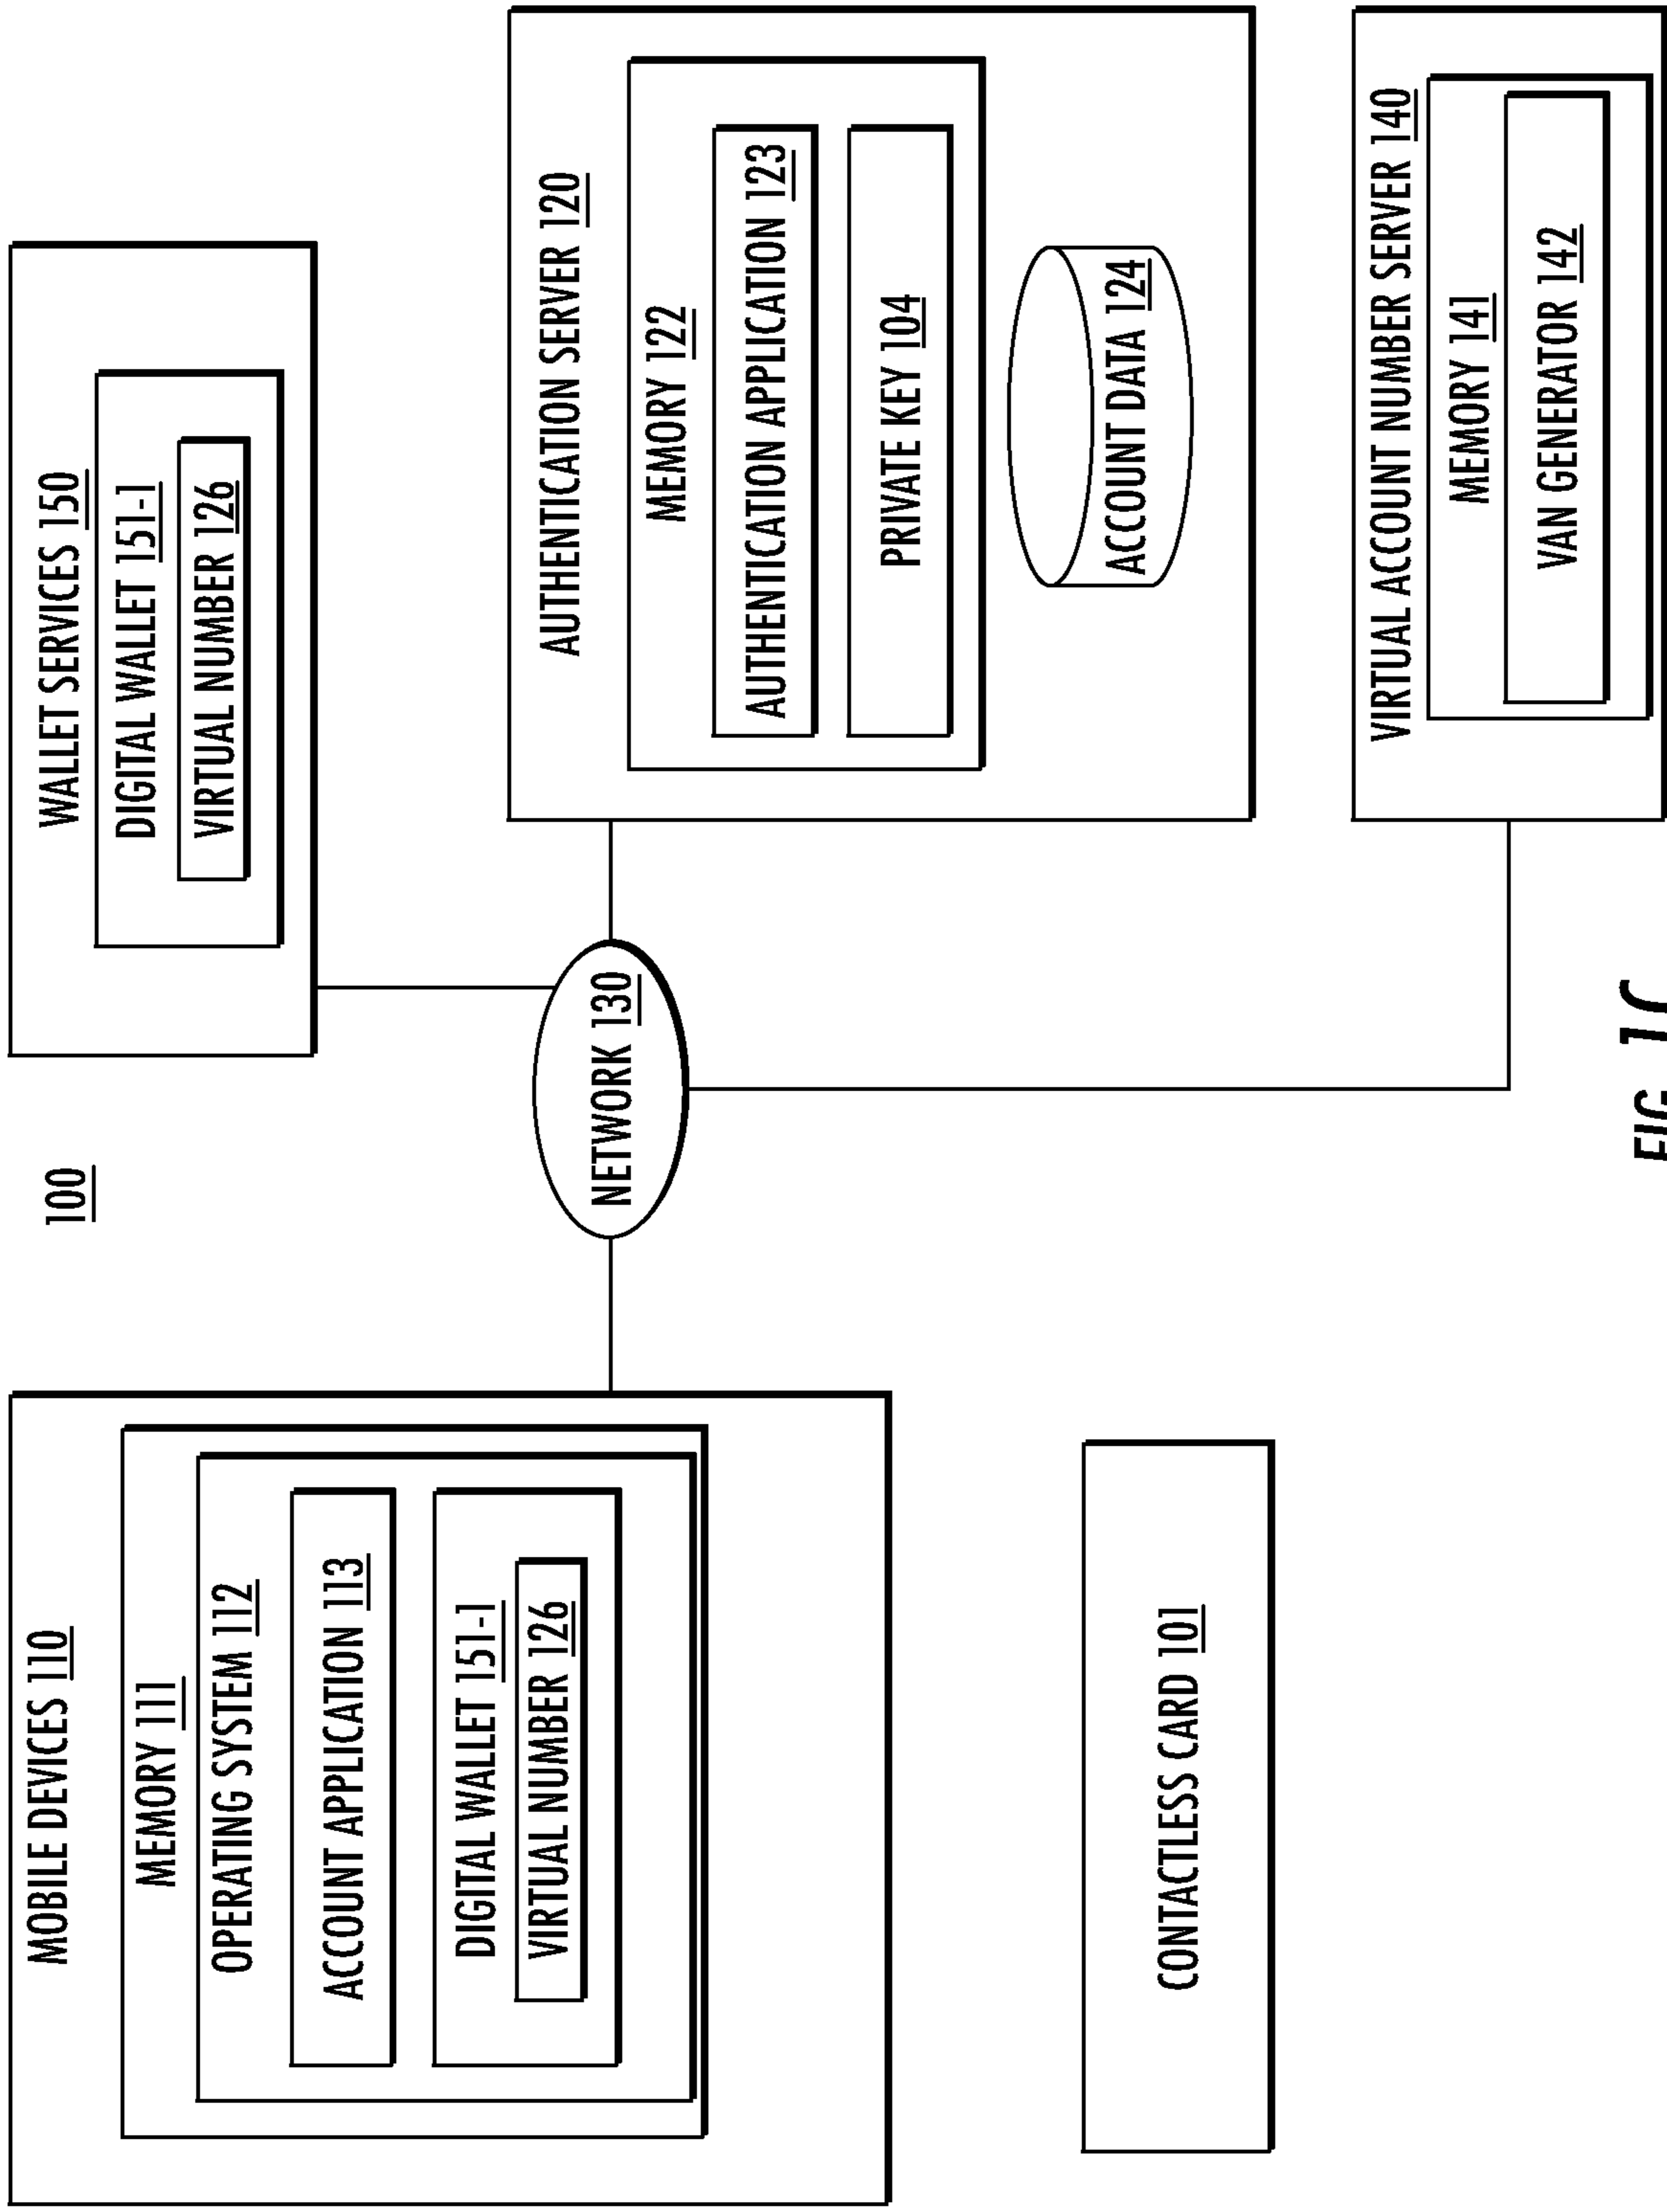 100
MOBILE DEVICES 110
MEMORY 111
OPERATING SYSTEM 112
ACCOUNT APPLICATION 113
DIGITAL WALLET 151-1
VIRTUAL NUMBER 126
CONTACTLESS CARD 101
NETWORK 130
WALLET SERVICES 150
DIGITAL WALLET 151-1
VIRTUAL NUMBER 126
AUTHENTICATION SERVER 120
MEMORY 122
AUTHENTICATION APPLICATION 123
PRIVATE KEY 104
ACCOUNT DATA 124
VIRTUAL ACCOUNT NUMBER SERVER 140
MEMORY 141
VAN GENERATOR 142
FIG